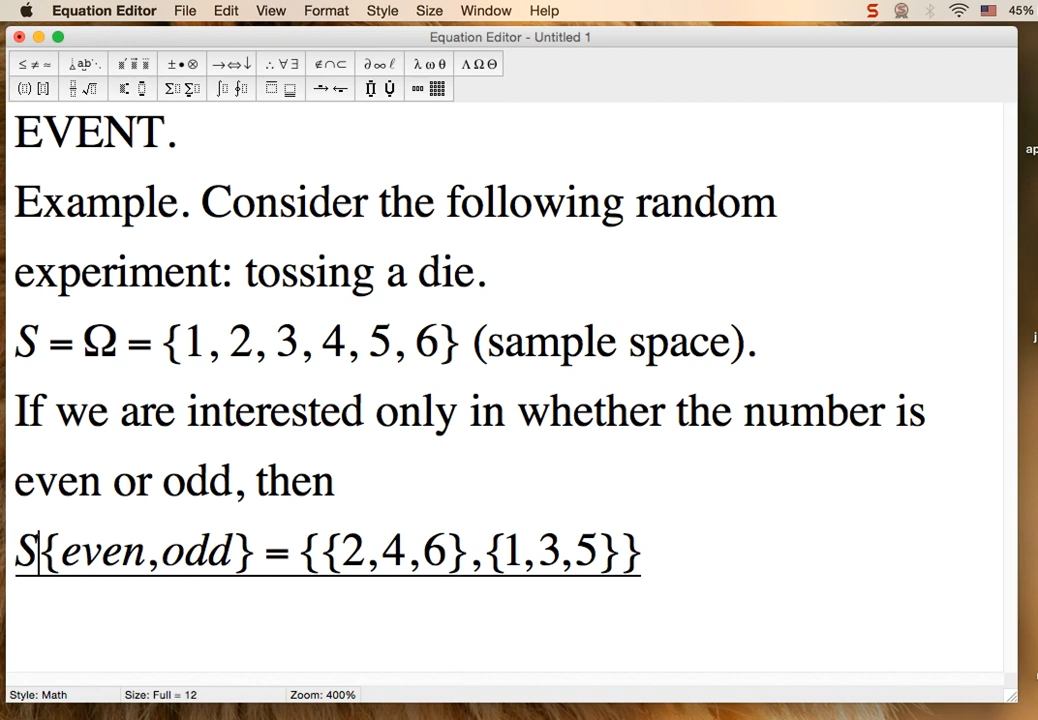 Equation Editor File Edit View Format Style Size Window Help 45%
Equation Editor - Untitled 1
EVENT.
Example. Consider the following random
experiment: tossing a die.
S = Ω = {1, 2, 3, 4, 5, 6} (sample space).
If we are interested only in whether the number is
even or odd, then
S{even,odd} = {{2,4,6},{1,3,5}}
Style: Math Size: Full = 12 Zoom: 400%